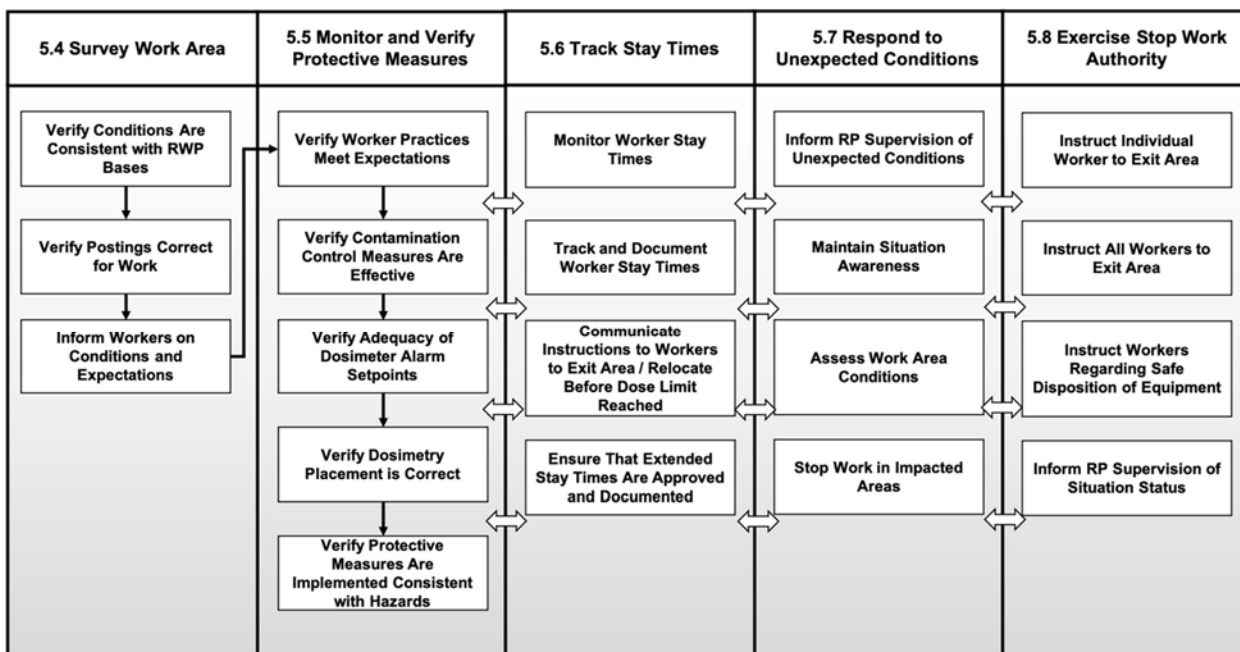 5.4 Survey Work Area
Verify Conditions Are
Consistent with RWP
Bases
Verify Postings Correct
for Work
Inform Workers on
Conditions and
Expectations
5.5 Monitor and Verify
Protective Measures
Verify Worker Practices
Meet Expectations
Verify Contamination
Control Measures Are
Effective
Verify Adequacy of
Dosimeter Alarm
Setpoints
Verify Dosimetry
Placement is Correct
Verify Protective
Measures Are
Implemented Consistent
with Hazards
5.6 Track Stay Times
Monitor Worker Stay
Times
Track and Document
Worker Stay Times
Communicate
Instructions to Workers
to Exit Area / Relocate
Before Dose Limit
Reached
Ensure That Extended
Stay Times Are Approved
and Documented
5.7 Respond to
Unexpected Conditions
Inform RP Supervision of
Unexpected Conditions
Maintain Situation
Awareness
Assess Work Area
Conditions
Stop Work in Impacted
Areas
5.8 Exercise Stop Work
Authority
Instruct Individual
Worker to Exit Area
Instruct All Workers to
Exit Area
Instruct Workers
Regarding Safe
Disposition of Equipment
Inform RP Supervision of
Situation Status